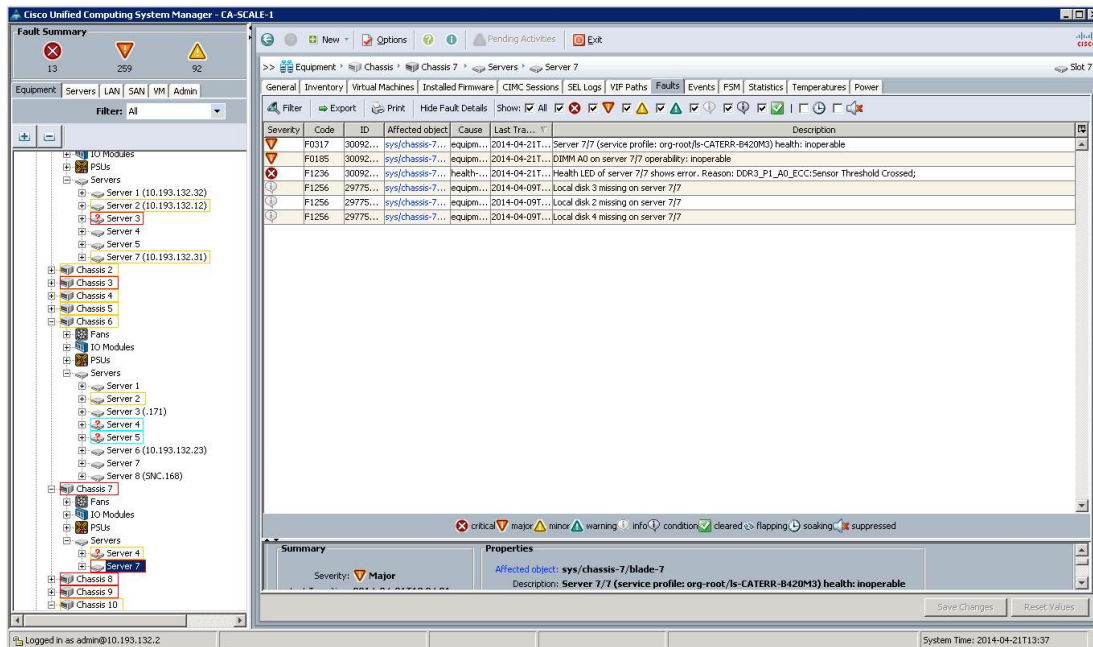 Cisco Unified Computing System Manager - CA-SCALE-1
Fault Summary
13 259 92
New Options Pending Activities Exit
CISCO
>> Equipment Chassis Chassis 7 Servers Server 7 Slot 7
Equipment Servers LAN SAN VM Admin
Filter: All
IO Modules
PSUs
Servers
Server 1 (10.193.132.32)
Server 2 (10.193.132.12)
Server 3
Server 4
Server 5
Server 7 (10.193.132.31)
Chassis 2
Chassis 3
Chassis 4
Chassis 5
Chassis 6
Fans
IO Modules
PSUs
Servers
Server 1
Server 2
Server 3 (.171)
Server 4
Server 5
Server 6 (10.193.132.23)
Server 7
Server 8 (SNC.168)
Chassis 7
Fans
IO Modules
PSUs
Servers
Server 4
Server 7
Chassis 8
Chassis 9
Chassis 10
General Inventory Virtual Machines Installed Firmware CIMC Sessions SEL Logs VIF Paths Faults Events FSM Statistics Temperatures Power
Filter Export Print Hide Fault Details Show: All
Severity Code ID Affected object Cause Last Tra... Description
F0317 30092... sys/chassis-7... equipm... 2014-04-21T... Server 7/7 (service profile: org-root/ls-CATERR-B420M3) health: inoperable
F0185 30092... sys/chassis-7... equipm... 2014-04-21T... DIMM A0 on server 7/7 operability: inoperable
F1236 30092... sys/chassis-7... health-... 2014-04-21T... Health LED of server 7/7 shows error. Reason: DDR3_P1_A0_ECC:Sensor Threshold Crossed;
F1256 29775... sys/chassis-7... equipm... 2014-04-09T... Local disk 3 missing on server 7/7
F1256 29775... sys/chassis-7... equipm... 2014-04-09T... Local disk 2 missing on server 7/7
F1256 29775... sys/chassis-7... equipm... 2014-04-09T... Local disk 4 missing on server 7/7
critical major minor warning info condition cleared flapping soaking suppressed
Summary
Severity: Major
Properties
Affected object: sys/chassis-7/blade-7
Description: Server 7/7 (service profile: org-root/ls-CATERR-B420M3) health: inoperable
Save Changes Reset Values
Logged in as admin@10.193.132.2 System Time: 2014-04-21T13:37